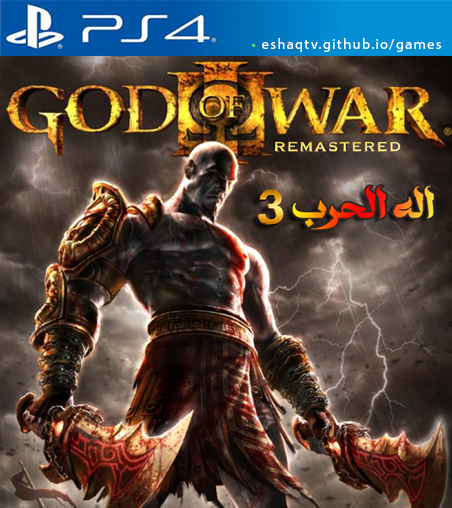 PS4
• eshaqtv.github.io/games
GOD OF WAR®
III
REMASTERED
اله الحرب 3